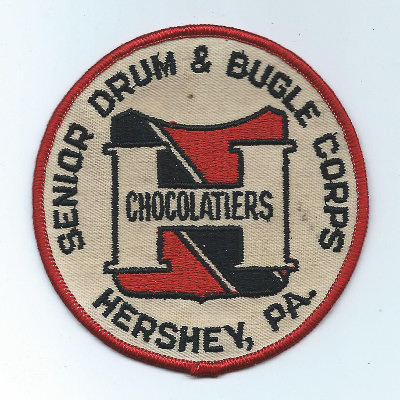 SENIOR DRUM & BUGLE CORPS
H
CHOCOLATIERS
HERSHEY, PA.